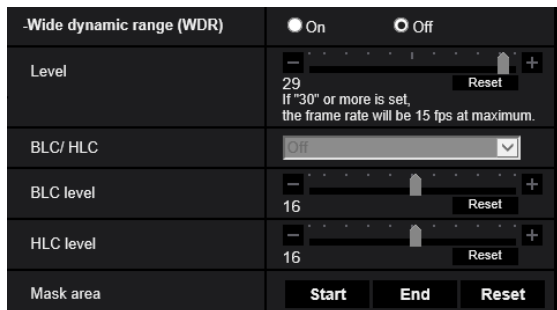 -Wide dynamic range (WDR) On Off
Level
29 Reset
If "30" or more is set,
the frame rate will be 15 fps at maximum.
BLC/ HLC Off
BLC level
16 Reset
HLC level
16 Reset
Mask area Start End Reset